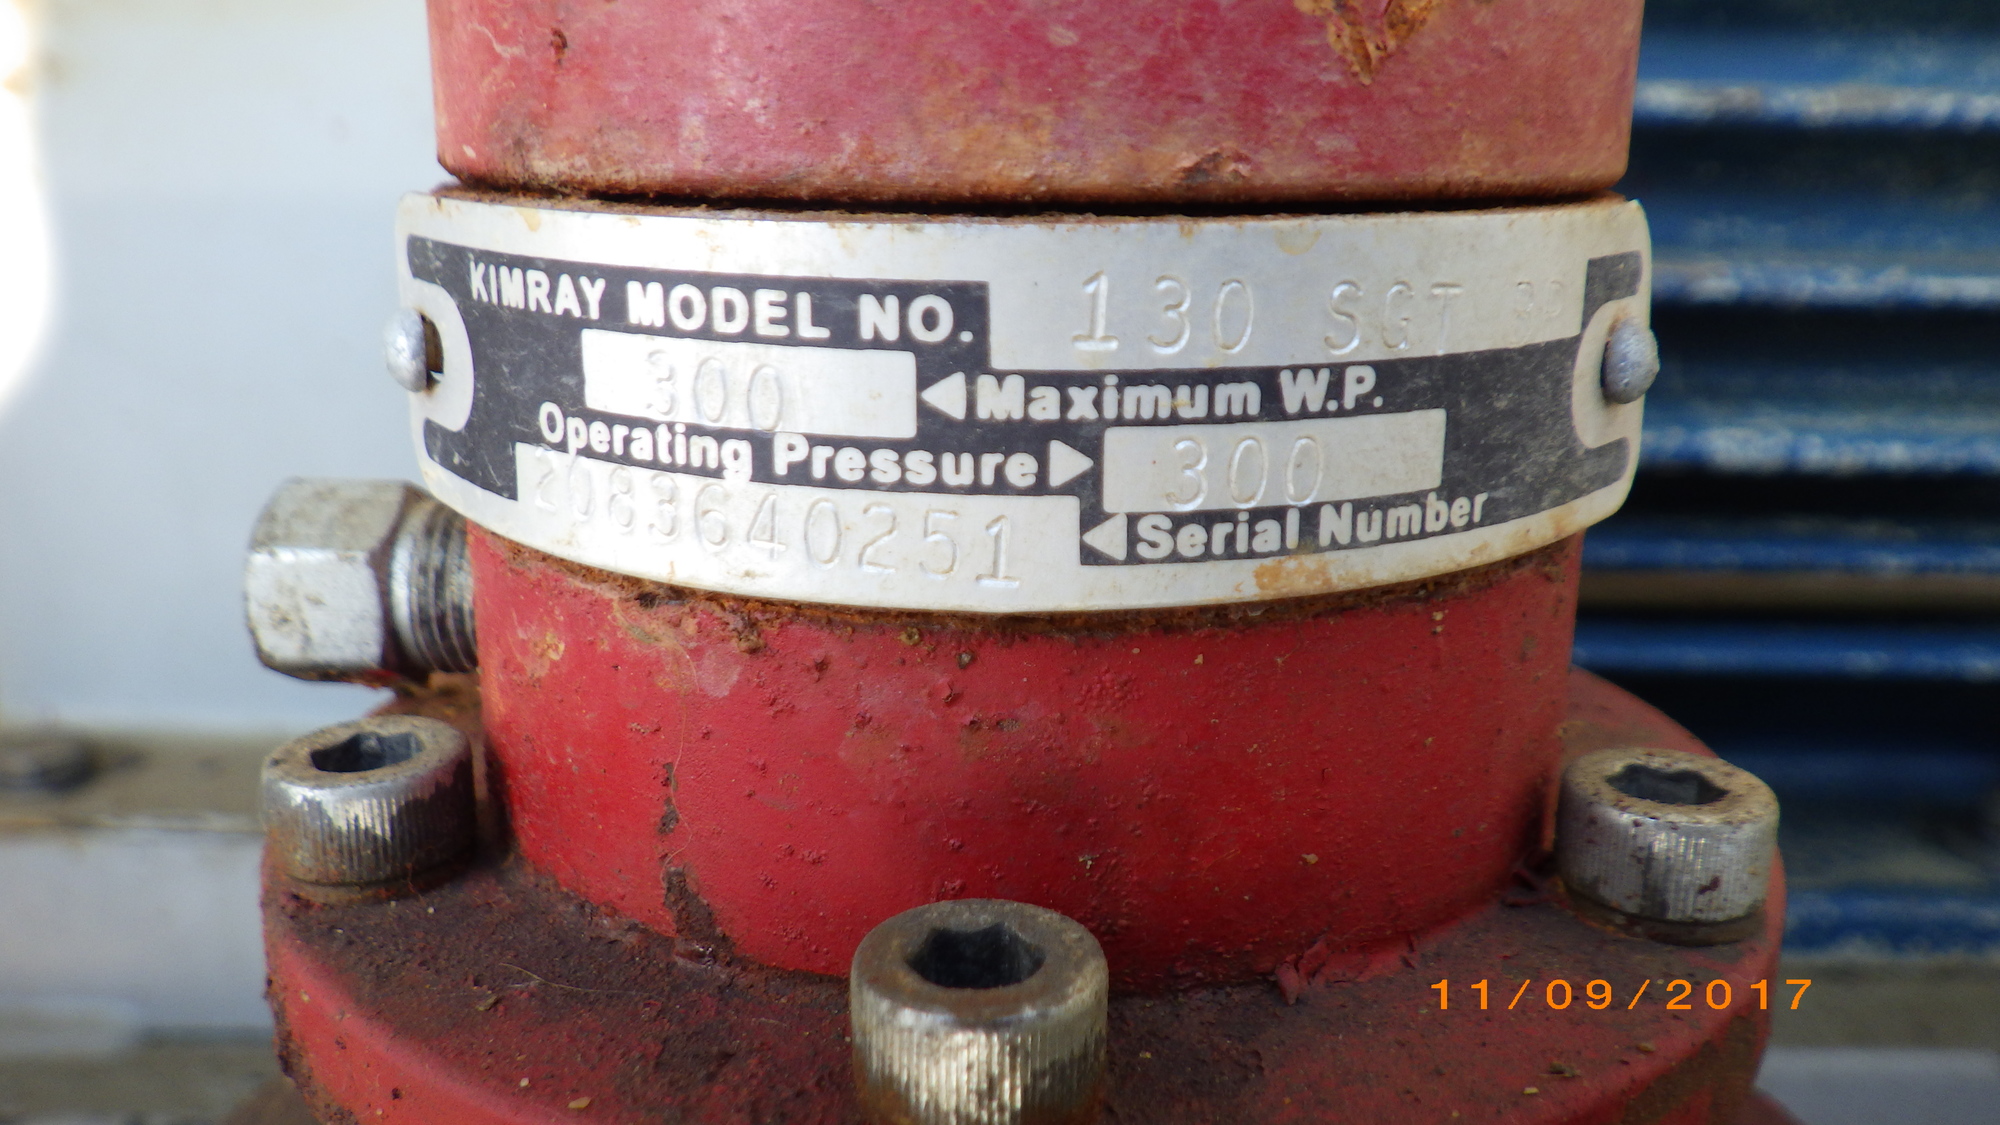 KIMRAY MODEL NO. 130 SGT
300 ◀Maximum W.P.
Operating Pressure▶ 300
2083640251 ◀Serial Number
11/09/2017